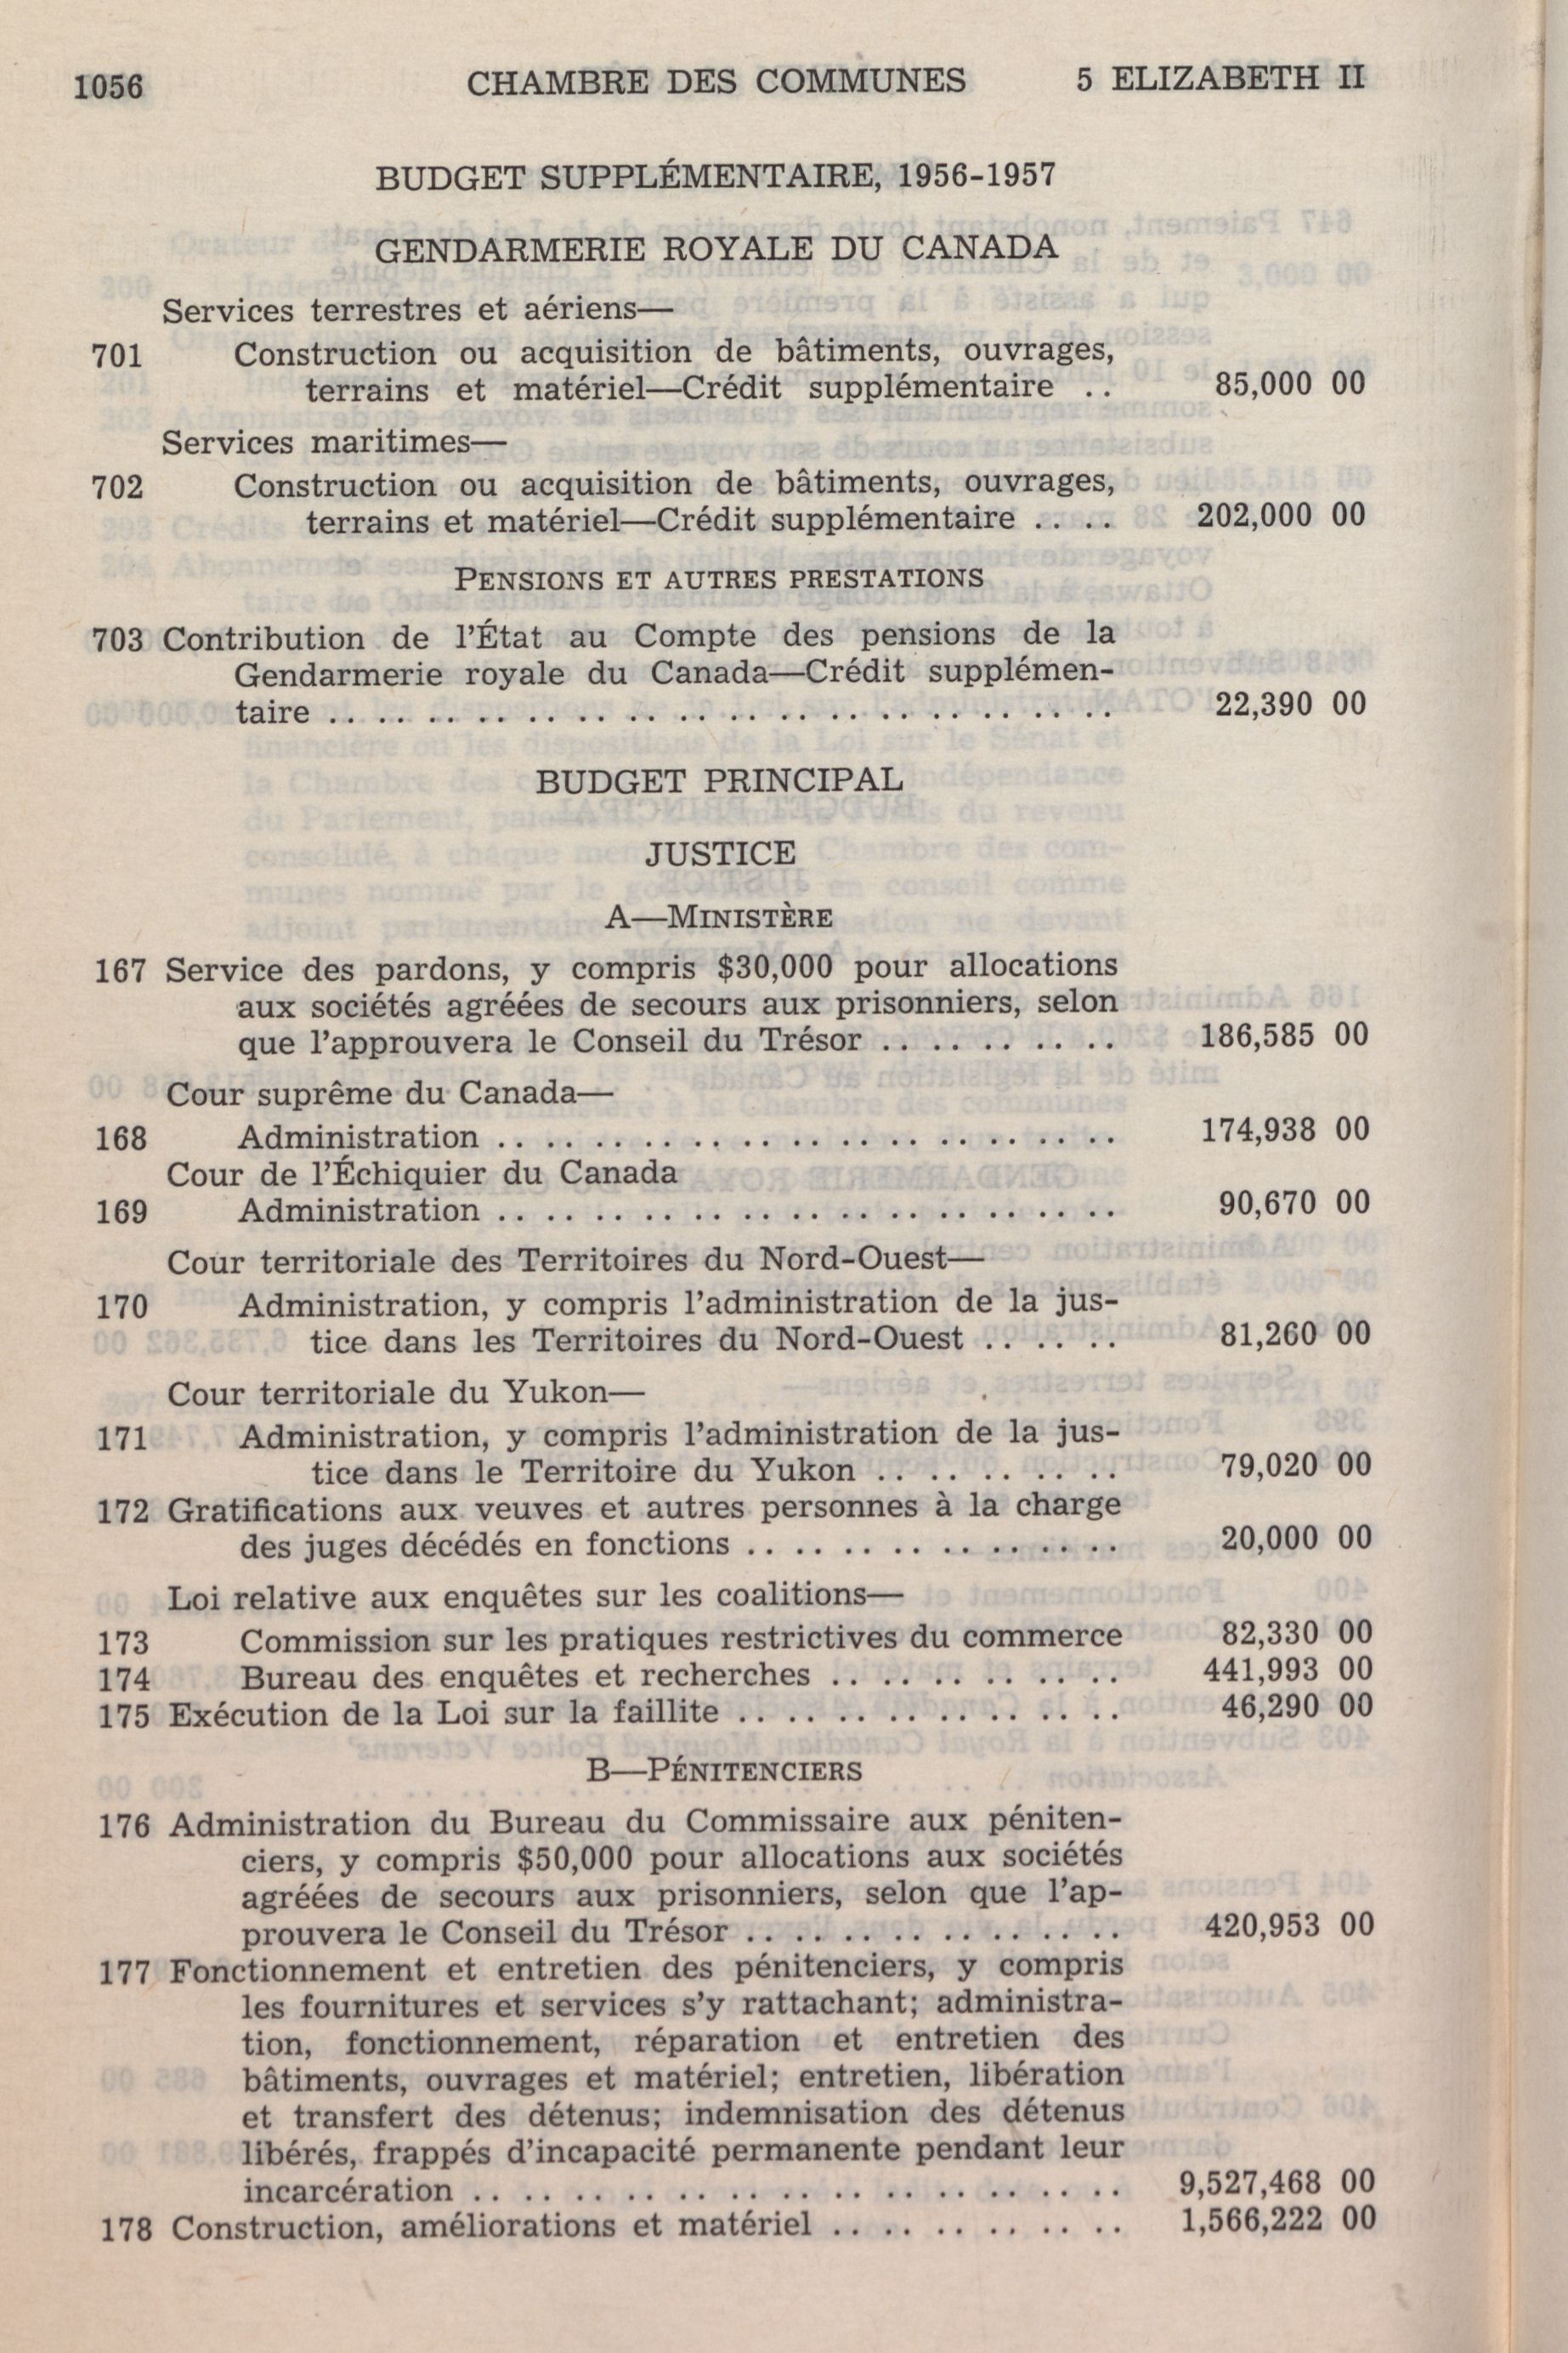 1056 CHAMBRE DES COMMUNES 5 ELIZABETH II
BUDGET SUPPLÉMENTAIRE, 1956-1957
GENDARMERIE ROYALE DU CANADA
Services terrestres et aériens—
701 Construction ou acquisition de bâtiments, ouvrages,
terrains et matériel—Crédit supplémentaire .. 85,000 00
Services maritimes—
702 Construction ou acquisition de bâtiments, ouvrages,
terrains et matériel—Crédit supplémentaire .. .. 202,000 00
PENSIONS ET AUTRES PRESTATIONS
703 Contribution de l'État au Compte des pensions de la
Gendarmerie royale du Canada—Crédit supplémen-
taire .. .. .. .. .. .. .. .. .. .. .. .. .. .. .. .. 22,390 00
BUDGET PRINCIPAL
JUSTICE
A—MINISTÈRE
167 Service des pardons, y compris $30,000 pour allocations
aux sociétés agréées de secours aux prisonniers, selon
que l'approuvera le Conseil du Trésor .. .. .. .. .. 186,585 00
Cour suprême du Canada—
168 Administration .. .. .. .. .. .. .. .. .. .. .. .. .. 174,938 00
Cour de l'Échiquier du Canada
169 Administration .. .. .. .. .. .. .. .. .. .. .. .. .. 90,670 00
Cour territoriale des Territoires du Nord-Ouest—
170 Administration, y compris l'administration de la jus-
tice dans les Territoires du Nord-Ouest .. .. .. 81,260 00
Cour territoriale du Yukon—
171 Administration, y compris l'administration de la jus-
tice dans le Territoire du Yukon .. .. .. .. .. 79,020 00
172 Gratifications aux veuves et autres personnes à la charge
des juges décédés en fonctions .. .. .. .. .. .. .. .. 20,000 00
Loi relative aux enquêtes sur les coalitions—
173 Commission sur les pratiques restrictives du commerce 82,330 00
174 Bureau des enquêtes et recherches .. .. .. .. .. .. 441,993 00
175 Exécution de la Loi sur la faillite .. .. .. .. .. .. .. .. 46,290 00
B—PÉNITENCIERS
176 Administration du Bureau du Commissaire aux péniten-
ciers, y compris $50,000 pour allocations aux sociétés
agréées de secours aux prisonniers, selon que l'ap-
prouvera le Conseil du Trésor .. .. .. .. .. .. .. .. 420,953 00
177 Fonctionnement et entretien des pénitenciers, y compris
les fournitures et services s'y rattachant; administra-
tion, fonctionnement, réparation et entretien des
bâtiments, ouvrages et matériel; entretien, libération
et transfert des détenus; indemnisation des détenus
libérés, frappés d'incapacité permanente pendant leur
incarcération .. .. .. .. .. .. .. .. .. .. .. .. .. 9,527,468 00
178 Construction, améliorations et matériel .. .. .. .. .. .. 1,566,222 00